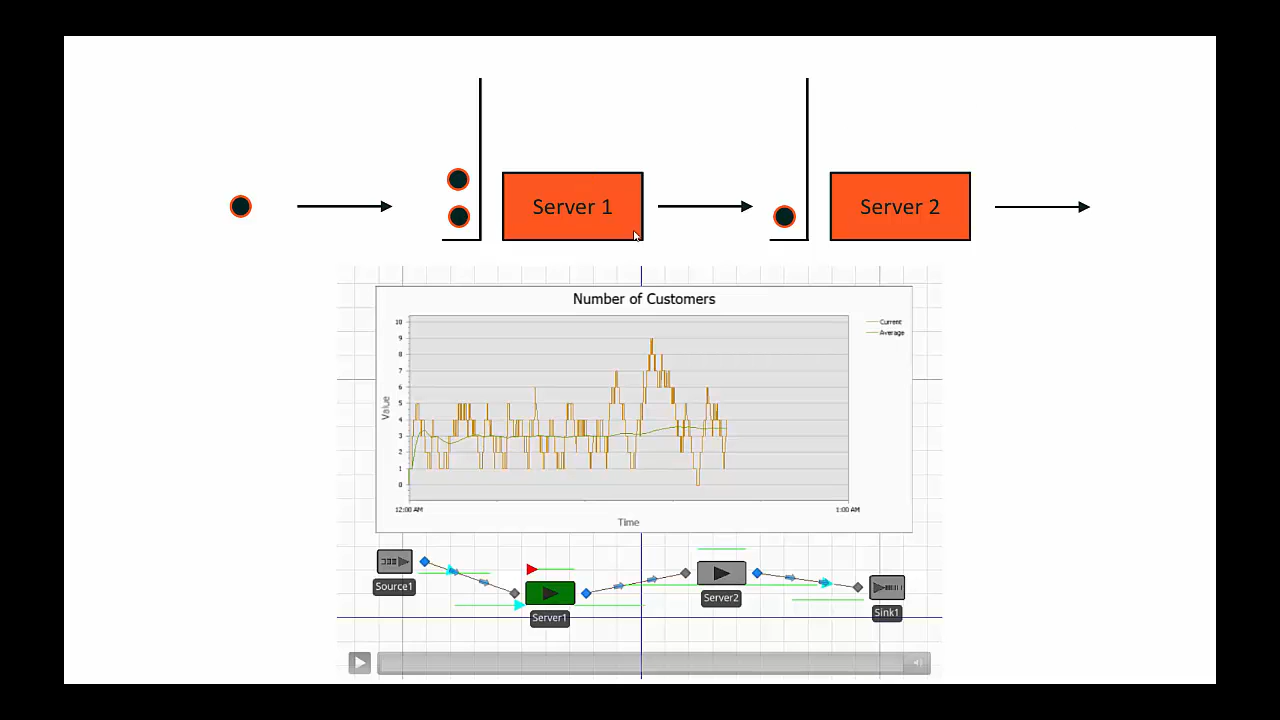 Server 1
Server 2
Number of Customers
Current
Average
10
9
8
7
6
5
4
3
2
1
0
Value
12:00 AM
1:00 AM
Time
Source1
Server1
Server2
Sink1